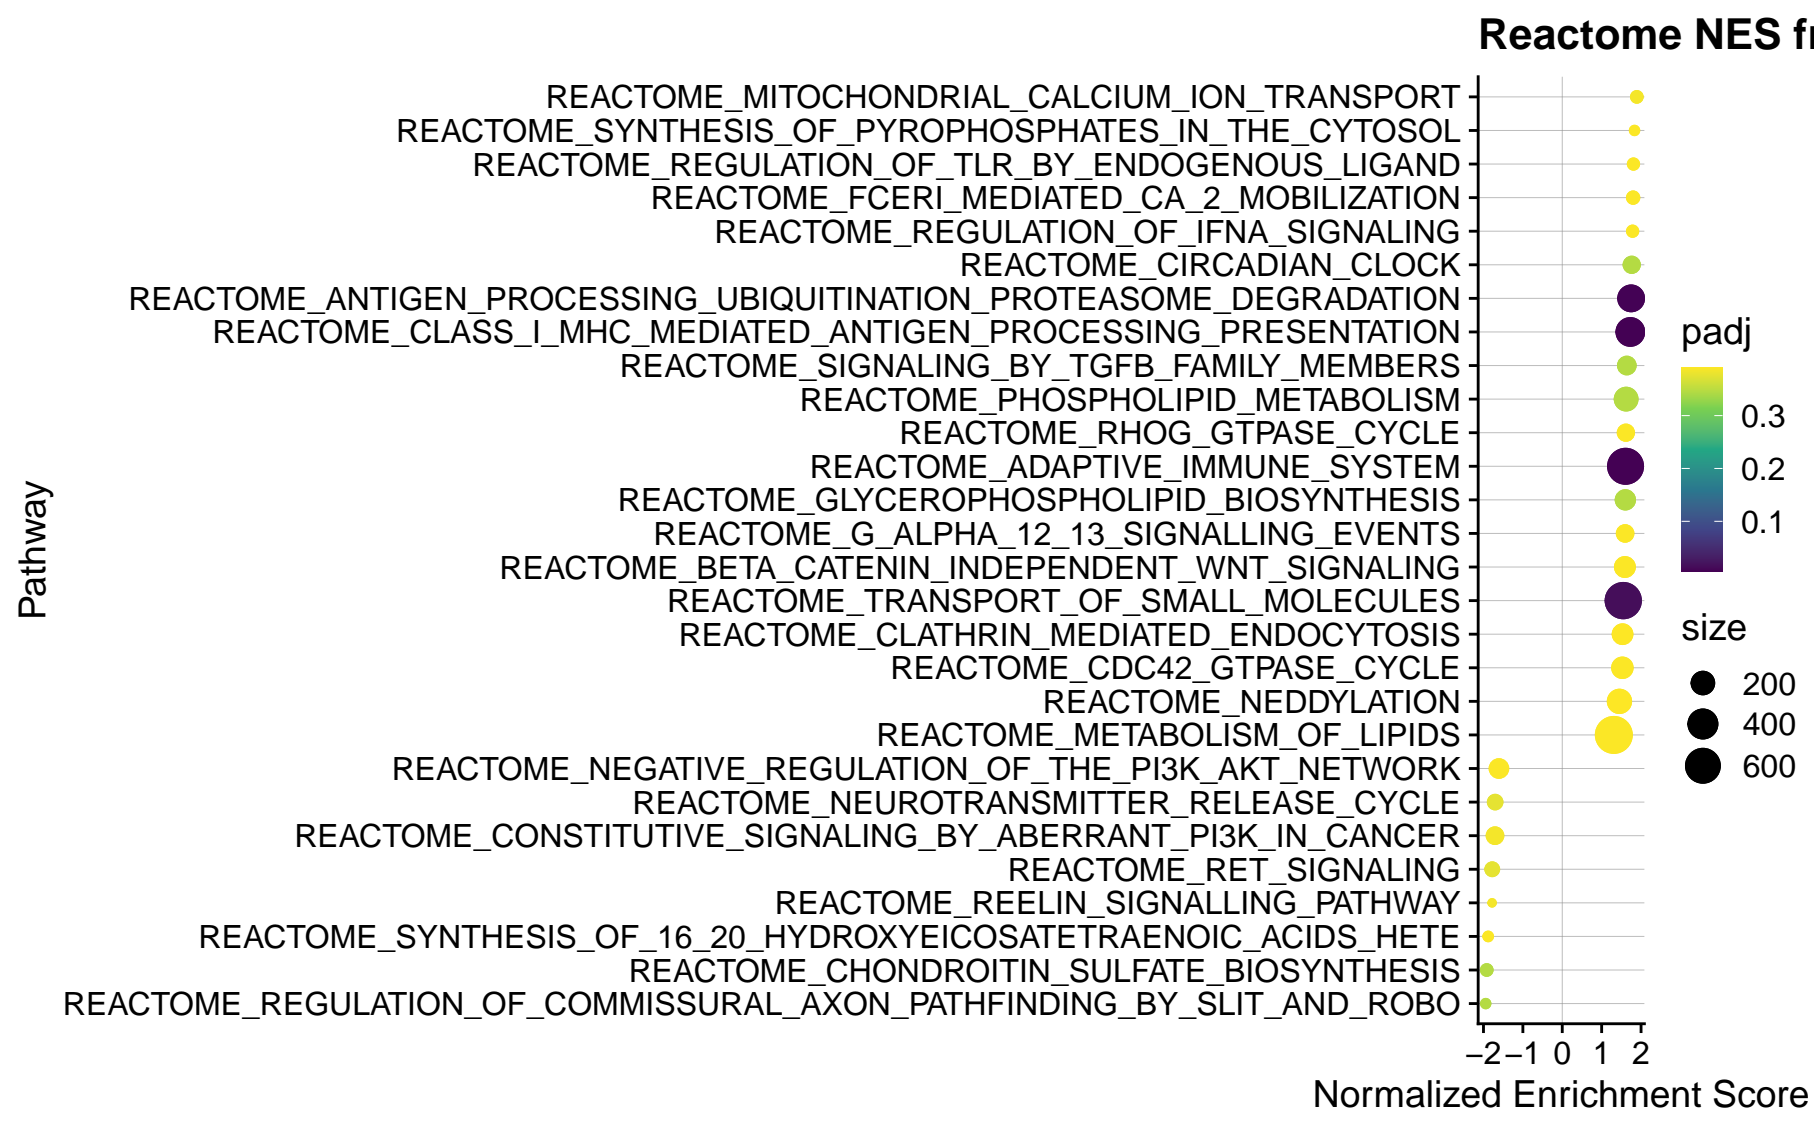 Reactome NES fr
REACTOME_MITOCHONDRIAL_CALCIUM_ION_TRANSPORT
REACTOME_SYNTHESIS_OF_PYROPHOSPHATES_IN_THE_CYTOSOL
REACTOME_REGULATION_OF_TLR_BY_ENDOGENOUS_LIGAND
REACTOME_FCERI_MEDIATED_CA_2_MOBILIZATION
REACTOME_REGULATION_OF_IFNA_SIGNALING
REACTOME_CIRCADIAN_CLOCK
REACTOME_ANTIGEN_PROCESSING_UBIQUITINATION_PROTEASOME_DEGRADATION
REACTOME_CLASS_I_MHC_MEDIATED_ANTIGEN_PROCESSING_PRESENTATION
REACTOME_SIGNALING_BY_TGFB_FAMILY_MEMBERS
REACTOME_PHOSPHOLIPID_METABOLISM
REACTOME_RHOG_GTPASE_CYCLE
REACTOME_ADAPTIVE_IMMUNE_SYSTEM
REACTOME_GLYCEROPHOSPHOLIPID_BIOSYNTHESIS
REACTOME_G_ALPHA_12_13_SIGNALLING_EVENTS
REACTOME_BETA_CATENIN_INDEPENDENT_WNT_SIGNALING
REACTOME_TRANSPORT_OF_SMALL_MOLECULES
REACTOME_CLATHRIN_MEDIATED_ENDOCYTOSIS
REACTOME_CDC42_GTPASE_CYCLE
REACTOME_NEDDYLATION
REACTOME_METABOLISM_OF_LIPIDS
REACTOME_NEGATIVE_REGULATION_OF_THE_PI3K_AKT_NETWORK
REACTOME_NEUROTRANSMITTER_RELEASE_CYCLE
REACTOME_CONSTITUTIVE_SIGNALING_BY_ABERRANT_PI3K_IN_CANCER
REACTOME_RET_SIGNALING
REACTOME_REELIN_SIGNALLING_PATHWAY
REACTOME_SYNTHESIS_OF_16_20_HYDROXYEICOSATETRAENOIC_ACIDS_HETE
REACTOME_CHONDROITIN_SULFATE_BIOSYNTHESIS
REACTOME_REGULATION_OF_COMMISSURAL_AXON_PATHFINDING_BY_SLIT_AND_ROBO
Pathway
−2 −1 0 1 2
Normalized Enrichment Score
padj
0.3
0.2
0.1
size
200
400
600